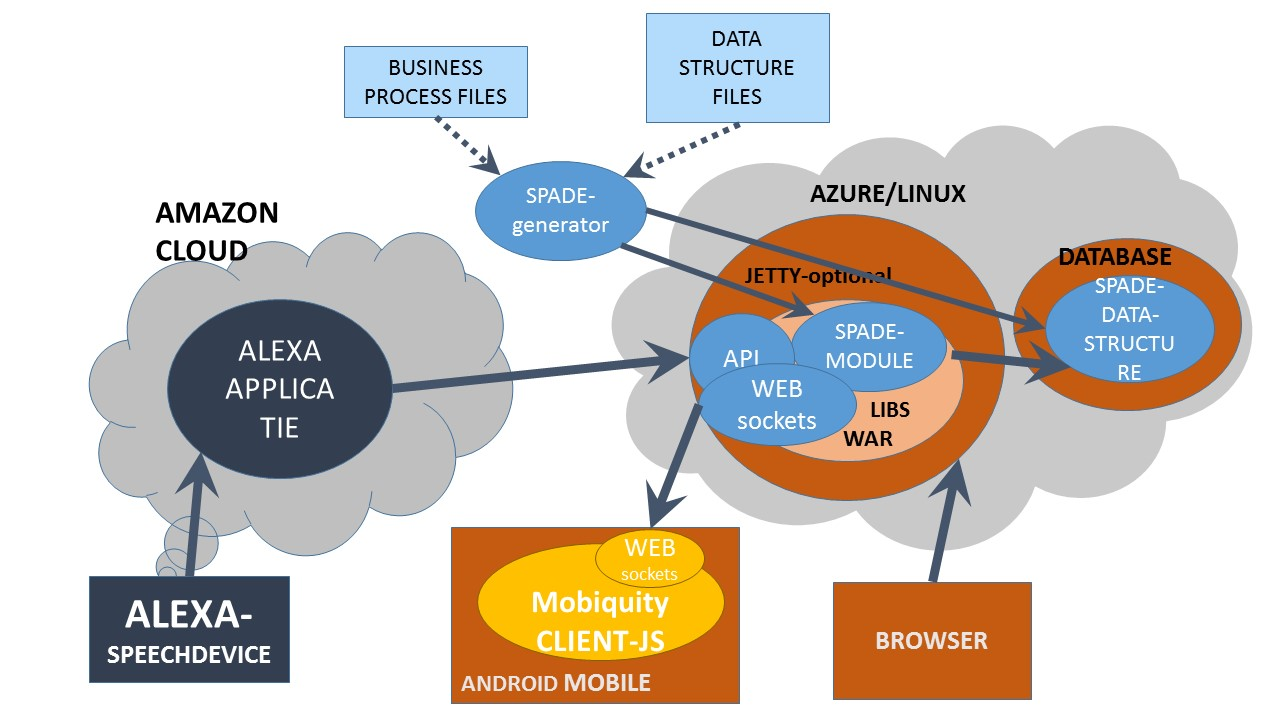 BUSINESS
PROCESS FILES
DATA
STRUCTURE
FILES
SPADE-
generator
AMAZON
CLOUD
ALEXA
APPLICA
TIE
ALEXA-
SPEECHDEVICE
AZURE/LINUX
JETTY-optional
API
SPADE-
MODULE
WEB
sockets
LIBS
WAR
DATABASE
SPADE-
DATA-
STRUCTU
RE
WEB
sockets
Mobiquity
CLIENT-JS
ANDROID MOBILE
BROWSER